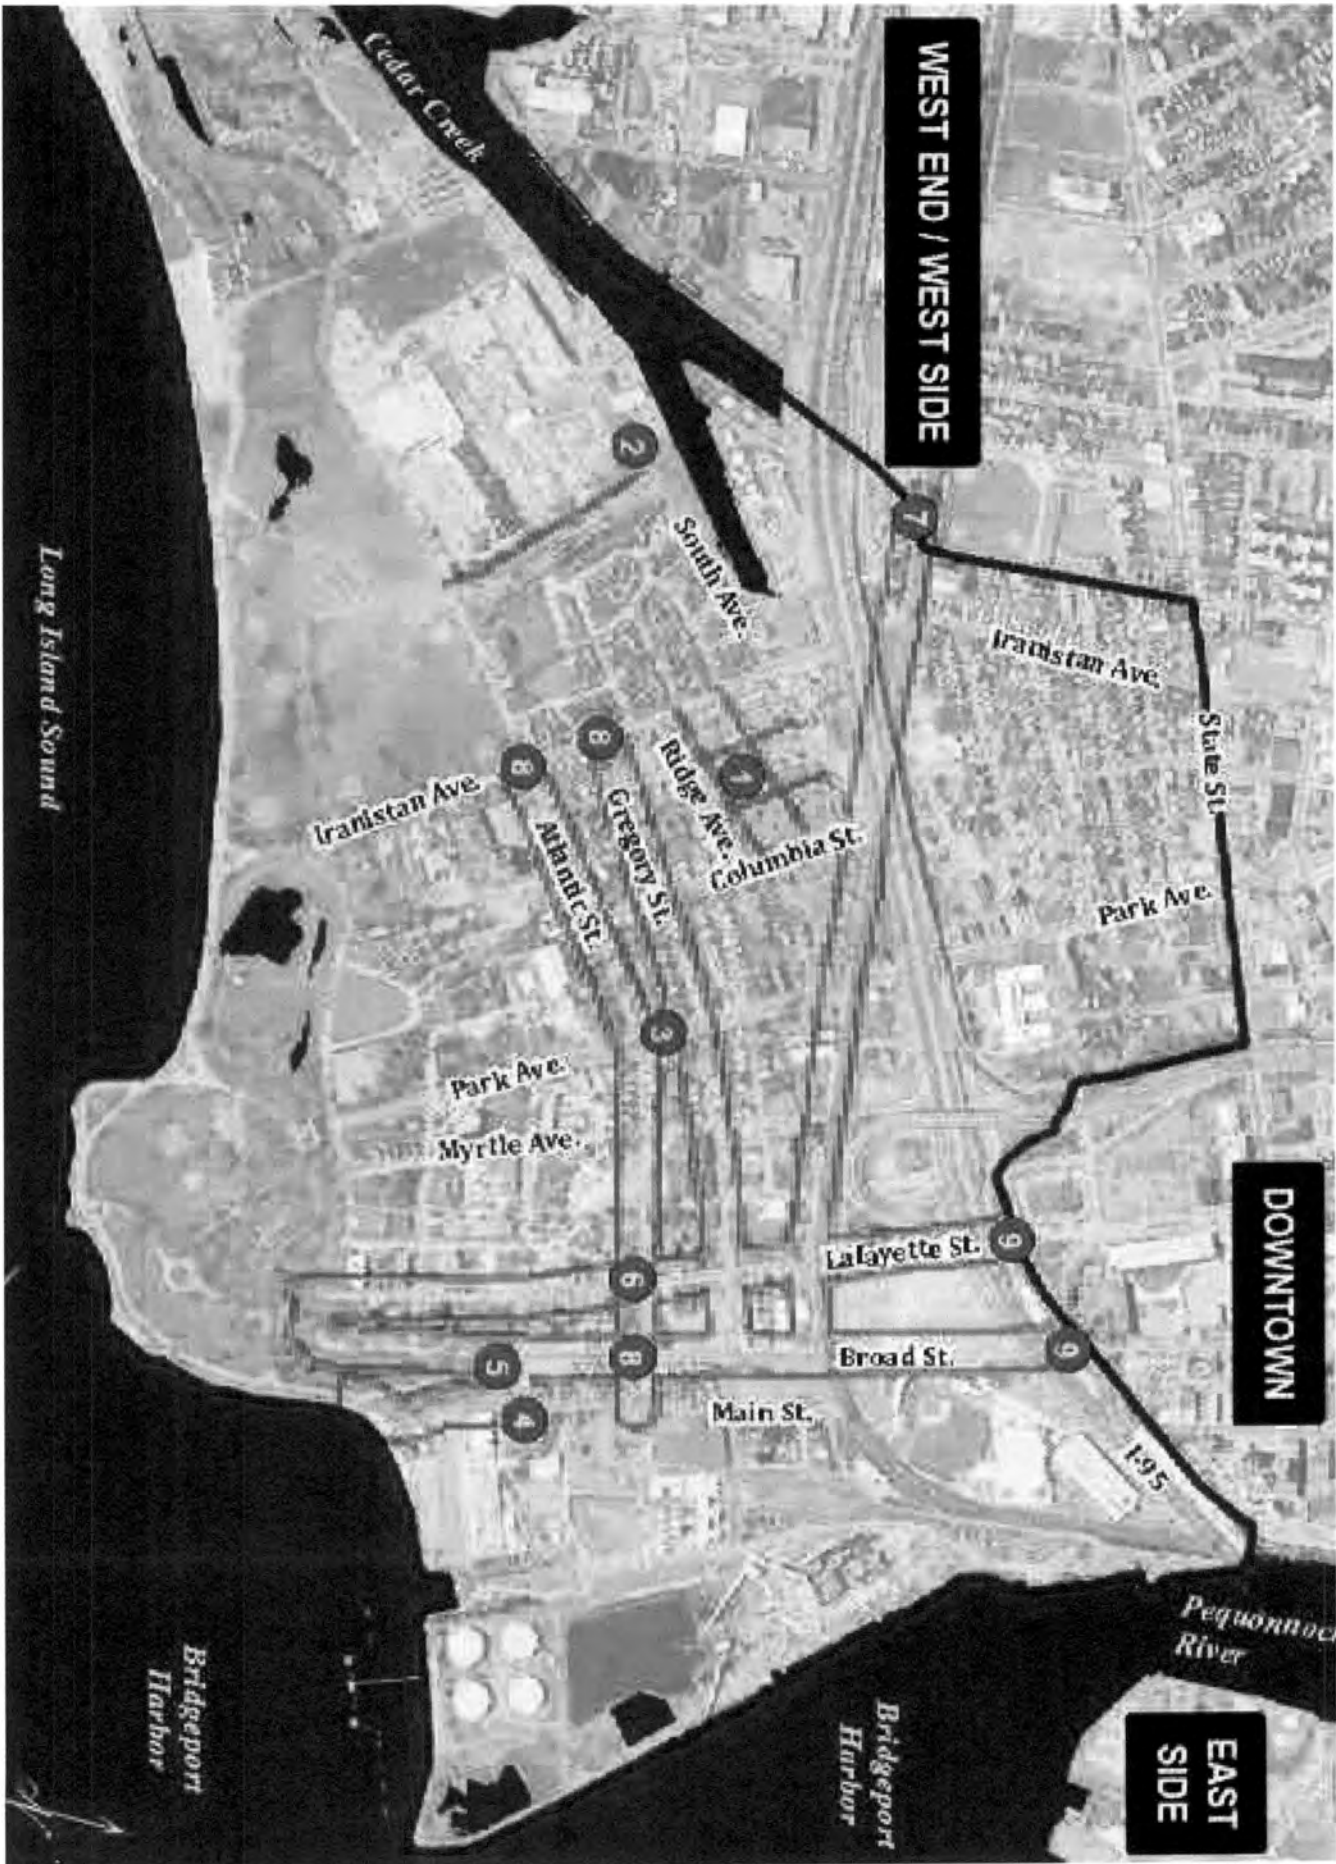 DOWNTOWN
EAST
SIDE
State St.
Pequonnock
River
Iranistan Ave.
Park Ave.
I-95
WEST END / WEST SIDE
7
9
9
Lafayette St.
Broad St.
Main St.
Bridgeport
Harbor
Columbia St.
1
South Ave.
Ridge Ave.
2
Gregory St.
3
8
8
Atlantic St.
6
8
5
4
Park Ave.
Myrtle Ave.
Iranistan Ave.
Cedar Creek
Long Island Sound
Bridgeport
Harbor